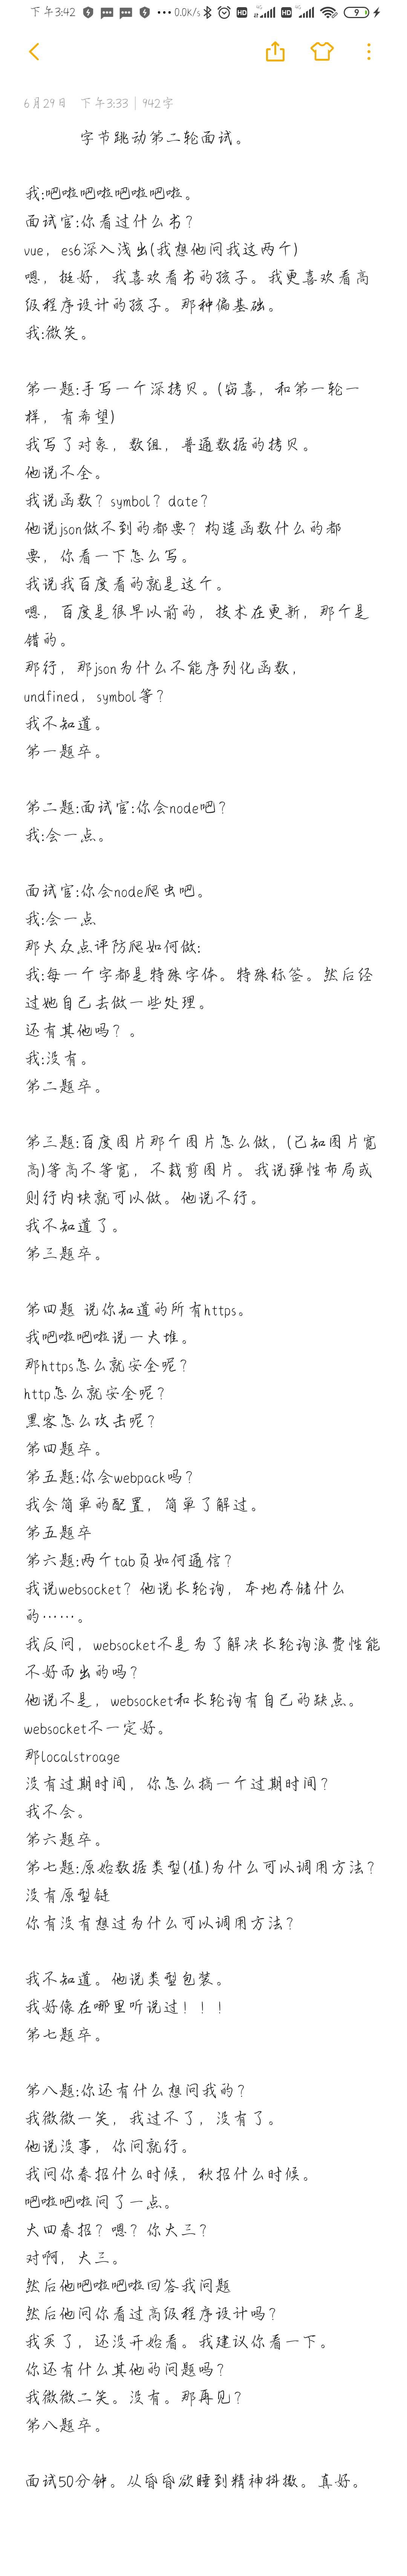 下午3:42 0.0K/s HD 4G HD 4G 9
6月29日 下午3:33 | 942字
字节跳动第二轮面试。
我:吧啦吧啦吧啦吧啦。
面试官:你看过什么书?
vue, es6深入浅出(我想他问我这两个)
嗯, 挺好, 我喜欢看书的孩子。我更喜欢看高
级程序设计的孩子。那种偏基础。
我:微笑。
第一题:手写一个深拷贝。(窃喜, 和第一轮一
样, 有希望)
我写了对象, 数组, 普通数据的拷贝。
他说不全。
我说函数? symbol? date?
他说json做不到的都要? 构造函数什么的都
要, 你看一下怎么写。
我说我百度看的就是这个。
嗯, 百度是很早以前的, 技术在更新, 那个是
错的。
那行, 那json为什么不能序列化函数,
undfined, symbol等?
我不知道。
第一题卒。
第二题:面试官:你会node吧?
我:会一点。
面试官:你会node爬虫吧。
我:会一点
那大众点评防爬如何做:
我:每一个字都是特殊字体。特殊标签。然后经
过她自己去做一些处理。
还有其他吗? 。
我:没有。
第二题卒。
第三题:百度图片那个图片怎么做, (已知图片宽
高)等高不等宽, 不裁剪图片。我说弹性布局或
则行内块就可以做。他说不行。
我不知道了。
第三题卒。
第四题 说你知道的所有https。
我吧啦吧啦说一大堆。
那https怎么就安全呢?
http怎么就安全呢?
黑客怎么攻击呢?
第四题卒。
第五题:你会webpack吗?
我会简单的配置, 简单了解过。
第五题卒
第六题:两个tab页如何通信?
我说websocket? 他说长轮询, 本地存储什么
的……。
我反问, websocket不是为了解决长轮询浪费性能
不好而出的吗?
他说不是, websocket和长轮询有自己的缺点。
websocket不一定好。
那localstroage
没有过期时间, 你怎么搞一个过期时间?
我不会。
第六题卒。
第七题:原始数据类型(值)为什么可以调用方法?
没有原型链
你有没有想过为什么可以调用方法?
我不知道。他说类型包装。
我好像在哪里听说过! ! !
第七题卒。
第八题:你还有什么想问我的?
我微微一笑, 我过不了, 没有了。
他说没事, 你问就行。
我问你春招什么时候, 秋招什么时候。
吧啦吧啦问了一点。
大四春招? 嗯? 你大三?
对啊, 大三。
然后他吧啦吧啦回答我问题
然后他问你看过高级程序设计吗?
我买了, 还没开始看。我建议你看一下。
你还有什么其他的问题吗?
我微微二笑。没有。那再见?
第八题卒。
面试50分钟。从昏昏欲睡到精神抖擞。真好。